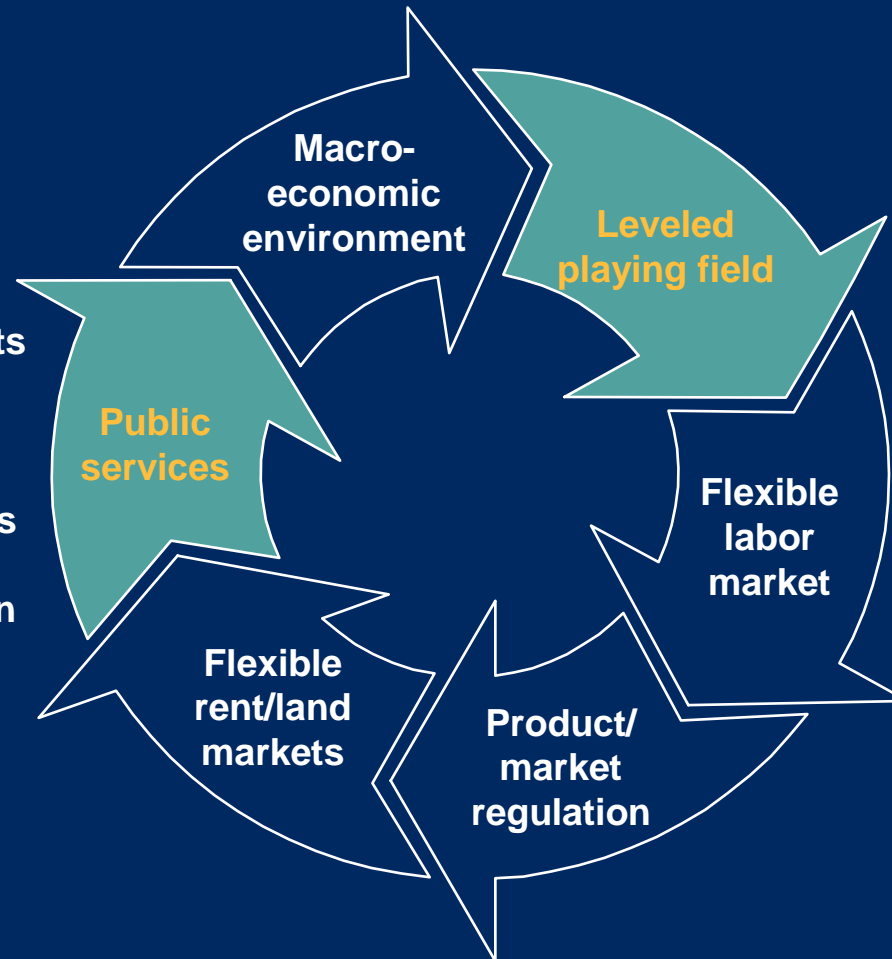 Macro-
economic
environment
Leveled
playing field
Flexible
labor
market
Product/
market
regulation
Flexible
rent/land
markets
Public
services